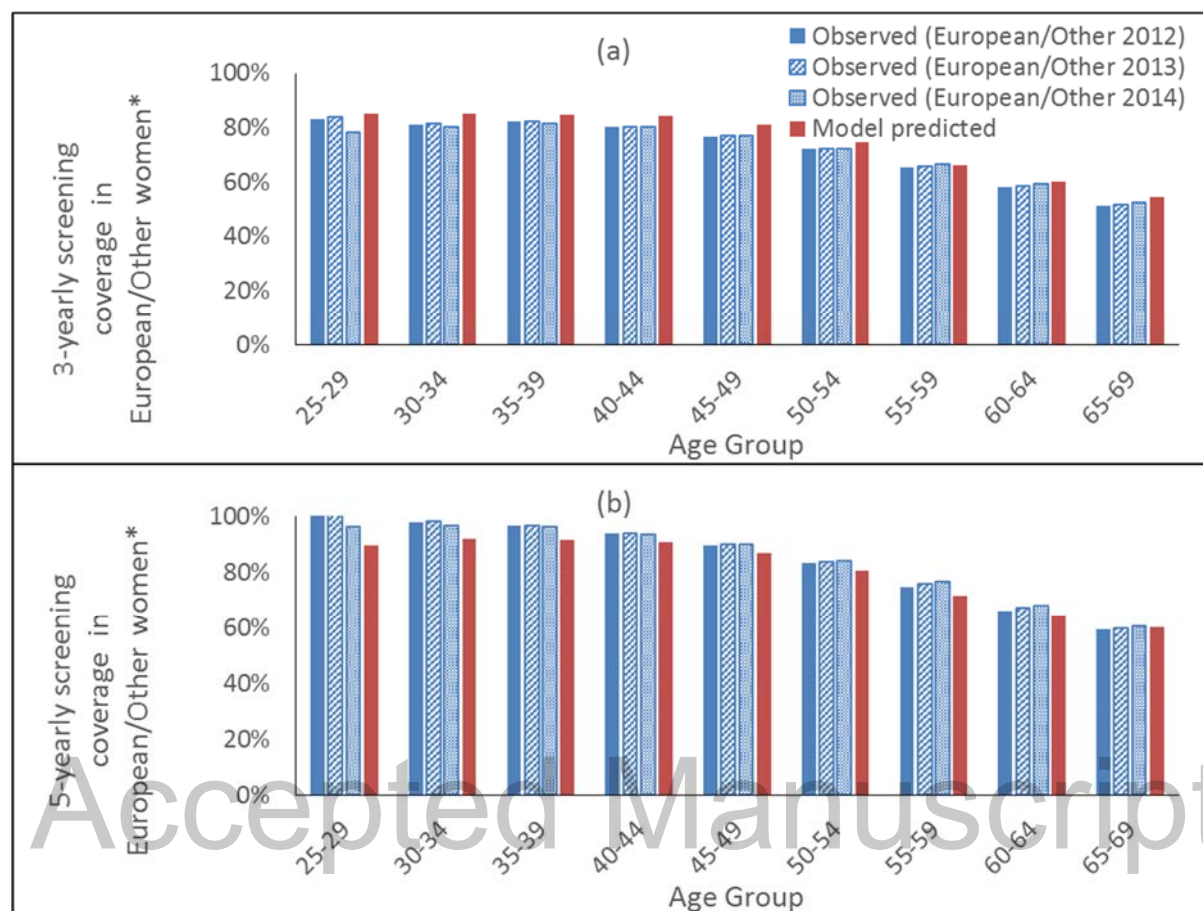 (a)
Observed (European/Other 2012)
Observed (European/Other 2013)
Observed (European/Other 2014)
Model predicted
3-yearly screening
coverage in
European/Other women*
100%
80%
60%
40%
20%
0%
25-29
30-34
35-39
40-44
45-49
50-54
55-59
60-64
65-69
Age Group
(b)
5-yearly screening
coverage in
European/Other women*
100%
80%
60%
40%
20%
0%
25-29
30-34
35-39
40-44
45-49
50-54
55-59
60-64
65-69
Age Group
Accepted Manuscript